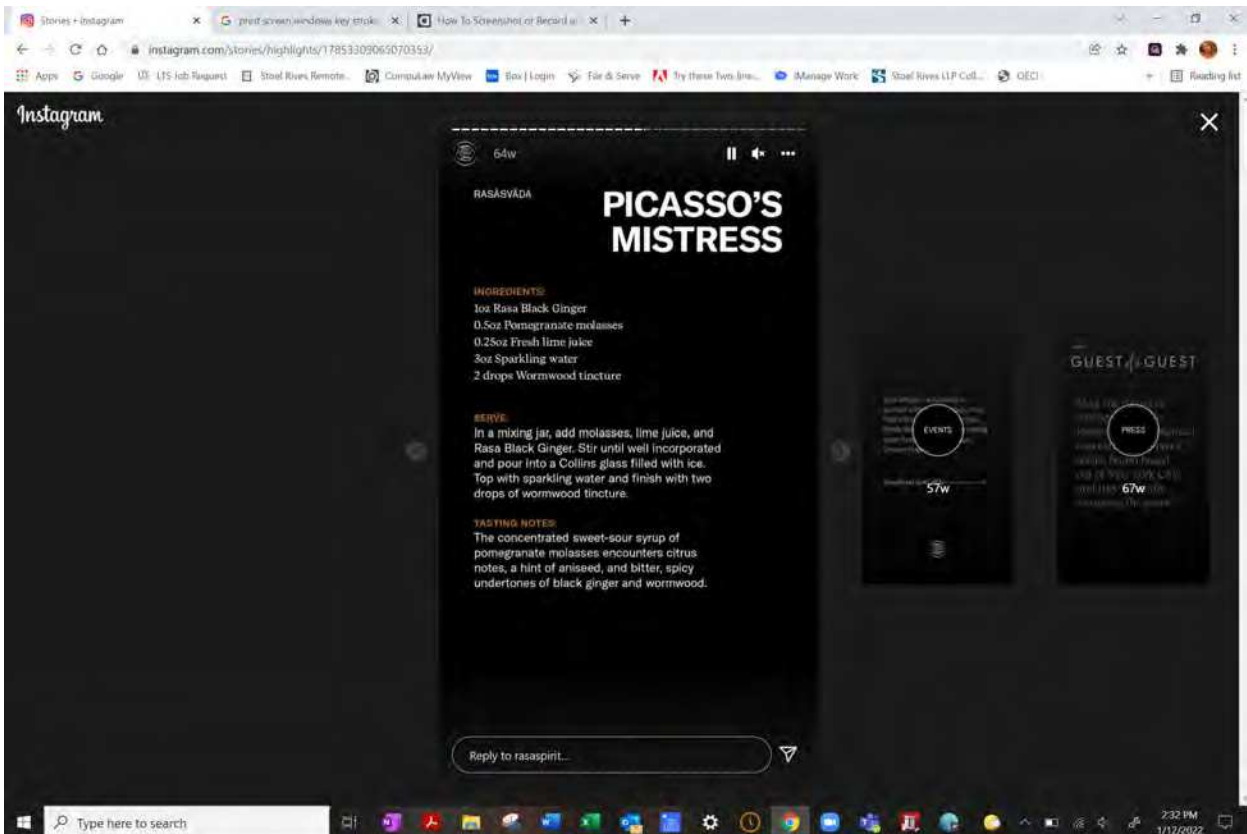 Stories • Instagram
print screen windows key stroke
How To Screenshot or Record a
instagram.com/stories/highlights/17853309065070353/
Apps
Google
LTS Job Request
Stoel Rives Remote...
CompuLaw MyView
Box | Login
File & Serve
Try these Two-line...
iManage Work
Stoel Rives LLP Coll...
OECI
Reading list
Instagram
64w
RASĀSVĀDA
PICASSO'S
MISTRESS
INGREDIENTS:
1oz Rasa Black Ginger
0.5oz Pomegranate molasses
0.25oz Fresh lime juice
3oz Sparkling water
2 drops Wormwood tincture
SERVE:
In a mixing jar, add molasses, lime juice, and
Rasa Black Ginger. Stir until well incorporated
and pour into a Collins glass filled with ice.
Top with sparkling water and finish with two
drops of wormwood tincture.
TASTING NOTES:
The concentrated sweet-sour syrup of
pomegranate molasses encounters citrus
notes, a hint of aniseed, and bitter, spicy
undertones of black ginger and wormwood.
Reply to rasaspirit...
EVENTS
57w
GUEST of a GUEST
PRESS
67w
Type here to search
2:32 PM
1/12/2022